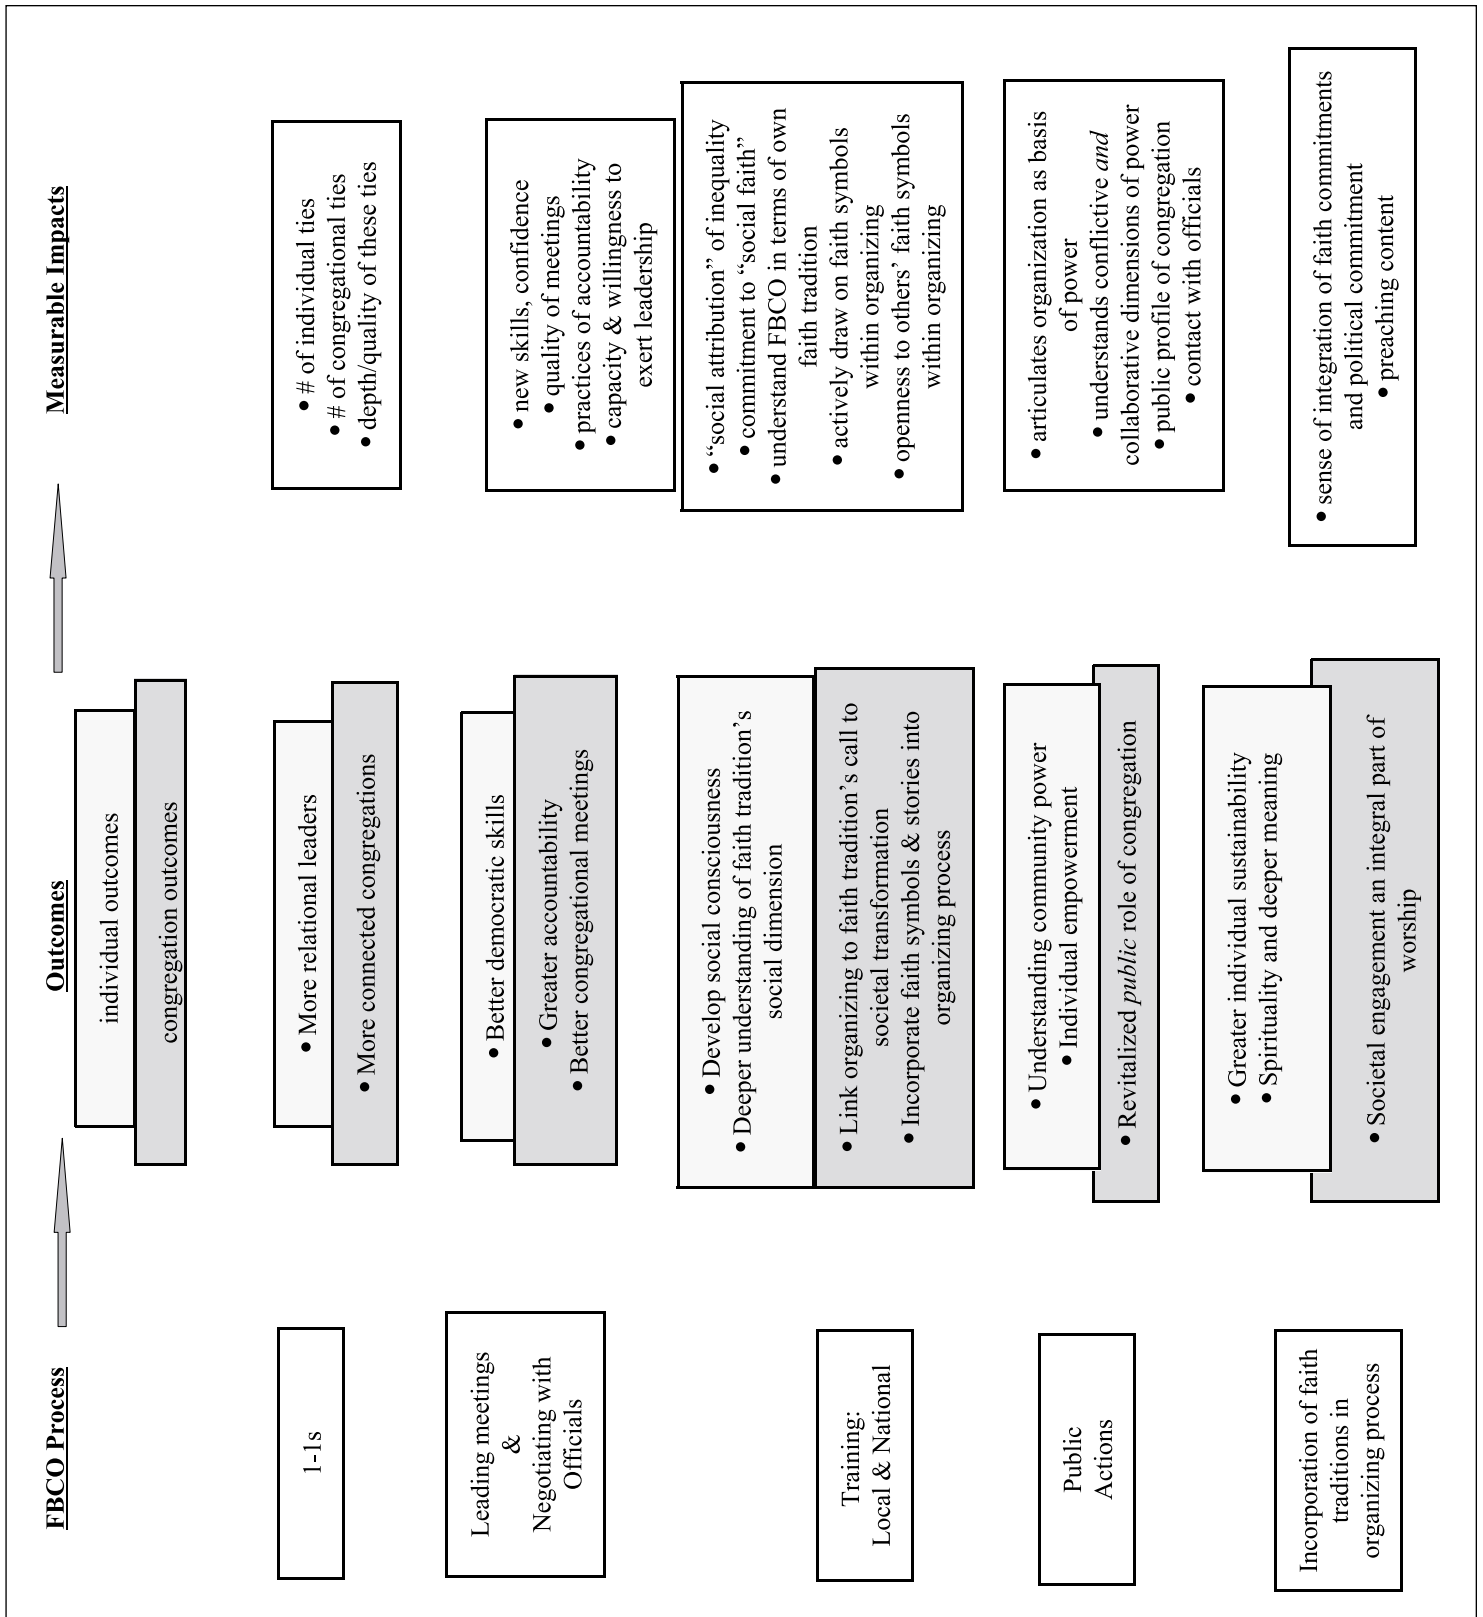 FBCO Process
Outcomes
Measurable Impacts
individual outcomes
congregation outcomes
1-1s
• More relational leaders
• More connected congregations
• # of individual ties
• # of congregational ties
• depth/quality of these ties
Leading meetings
&
Negotiating with
Officials
• Better democratic skills
• Greater accountability
• Better congregational meetings
• new skills, confidence
• quality of meetings
• practices of accountability
• capacity & willingness to
exert leadership
Training:
Local & National
• Develop social consciousness
• Deeper understanding of faith tradition’s
social dimension
• Link organizing to faith tradition’s call to
societal transformation
• Incorporate faith symbols & stories into
organizing process
• “social attribution” of inequality
• commitment to “social faith”
• understand FBCO in terms of own
faith tradition
• actively draw on faith symbols
within organizing
• openness to others’ faith symbols
within organizing
Public
Actions
• Understanding community power
• Individual empowerment
• Revitalized public role of congregation
• articulates organization as basis
of power
• understands conflictive and
collaborative dimensions of power
• public profile of congregation
• contact with officials
Incorporation of faith
traditions in
organizing process
• Greater individual sustainability
• Spirituality and deeper meaning
• Societal engagement an integral part of
worship
• sense of integration of faith commitments
and political commitment
• preaching content